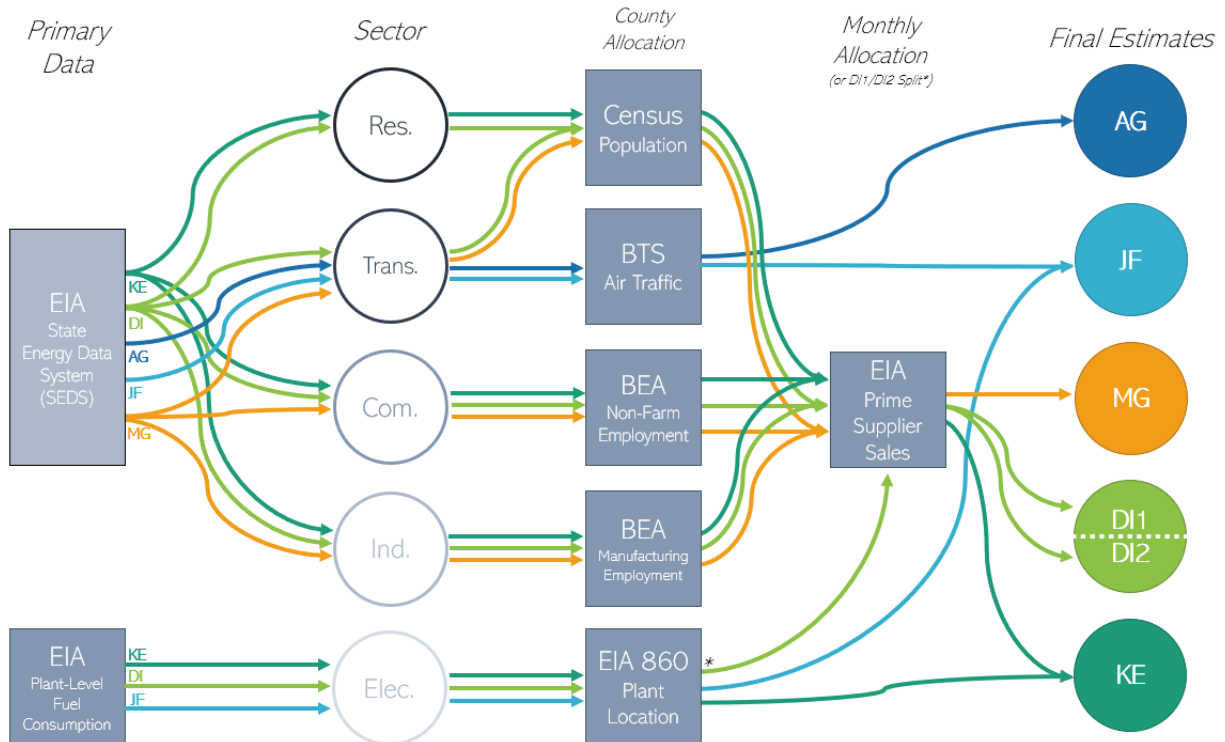 Primary
Data
Sector
County
Allocation
Monthly
Allocation
(or DI1/DI2 Split*)
Final Estimates
EIA
State
Energy Data
System
(SEDS)
KE
DI
AG
JF
MG
EIA
Plant-Level
Fuel
Consumption
KE
DI
JF
Res.
Trans.
Com.
Ind.
Elec.
Census
Population
BTS
Air Traffic
BEA
Non-Farm
Employment
BEA
Manufacturing
Employment
EIA 860
Plant
Location
*
EIA
Prime
Supplier
Sales
AG
JF
MG
DI1
DI2
KE